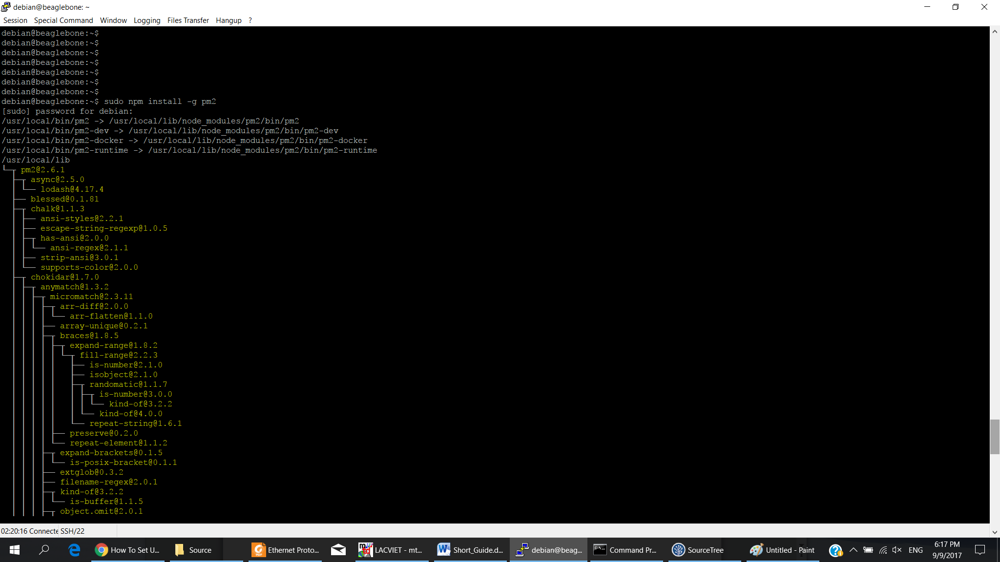 debian@beaglebone: ~
Session Special Command Window Logging Files Transfer Hangup ?
debian@beaglebone:~$
debian@beaglebone:~$
debian@beaglebone:~$
debian@beaglebone:~$
debian@beaglebone:~$
debian@beaglebone:~$
debian@beaglebone:~$
debian@beaglebone:~$ sudo npm install -g pm2
[sudo] password for debian:
/usr/local/bin/pm2 -> /usr/local/lib/node_modules/pm2/bin/pm2
/usr/local/bin/pm2-dev -> /usr/local/lib/node_modules/pm2/bin/pm2-dev
/usr/local/bin/pm2-docker -> /usr/local/lib/node_modules/pm2/bin/pm2-docker
/usr/local/bin/pm2-runtime -> /usr/local/lib/node_modules/pm2/bin/pm2-runtime
/usr/local/lib
└─┬ pm2@2.6.1
  ├─┬ async@2.5.0
  │ └── lodash@4.17.4
  ├── blessed@0.1.81
  ├─┬ chalk@1.1.3
  │ ├── ansi-styles@2.2.1
  │ ├── escape-string-regexp@1.0.5
  │ ├─┬ has-ansi@2.0.0
  │ │ └── ansi-regex@2.1.1
  │ ├── strip-ansi@3.0.1
  │ └── supports-color@2.0.0
  ├─┬ chokidar@1.7.0
  │ ├─┬ anymatch@1.3.2
  │ │ ├─┬ micromatch@2.3.11
  │ │ │ ├─┬ arr-diff@2.0.0
  │ │ │ │ └── arr-flatten@1.1.0
  │ │ │ ├── array-unique@0.2.1
  │ │ │ ├─┬ braces@1.8.5
  │ │ │ │ ├─┬ expand-range@1.8.2
  │ │ │ │ │ └─┬ fill-range@2.2.3
  │ │ │ │ │   ├── is-number@2.1.0
  │ │ │ │ │   ├── isobject@2.1.0
  │ │ │ │ │   ├─┬ randomatic@1.1.7
  │ │ │ │ │   │ ├─┬ is-number@3.0.0
  │ │ │ │ │   │ │ └── kind-of@3.2.2
  │ │ │ │ │   │ └── kind-of@4.0.0
  │ │ │ │ │   └── repeat-string@1.6.1
  │ │ │ │ ├── preserve@0.2.0
  │ │ │ │ └── repeat-element@1.1.2
  │ │ │ ├─┬ expand-brackets@0.1.5
  │ │ │ │ └── is-posix-bracket@0.1.1
  │ │ │ ├── extglob@0.3.2
  │ │ │ ├── filename-regex@2.0.1
  │ │ │ ├─┬ kind-of@3.2.2
  │ │ │ │ └── is-buffer@1.1.5
  │ │ │ ├─┬ object.omit@2.0.1
02:20:16 Connecte SSH/22
How To Set U... Source Ethernet Proto... LACVIET - mt... Short_Guide.d... debian@beag... Command Pr... SourceTree Untitled - Paint ENG 6:17 PM
9/9/2017